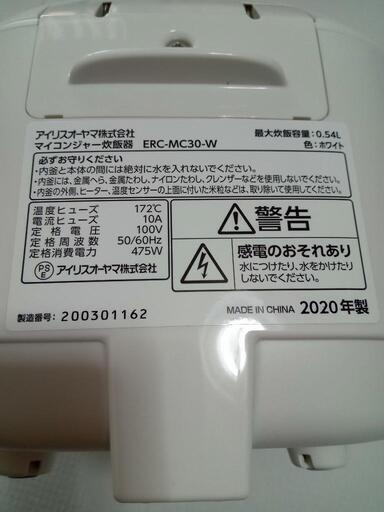 アイリスオーヤマ株式会社
マイコンジャー炊飯器 ERC-MC30-W
最大炊飯容量：0.54L
色：ホワイト
必ずお守りください
・内釜と本体の間には絶対に水を入れないでください。
・内釜には、金属へら、金属たわし、ナイロンたわし、クレンザーなどを使用しないでください。
・内釜の外側、ヒーター、温度センサーの上面に付いた米粒などは、取り除いて使用してください。
温度ヒューズ 172℃
電流ヒューズ 10A
定格電圧 100V
定格周波数 50/60Hz
定格消費電力 475W
PS E アイリスオーヤマ株式会社
警告
感電のおそれあり
水につけたり、水をかけたり
しないでください。
製造番号：200301162
MADE IN CHINA 2020年製